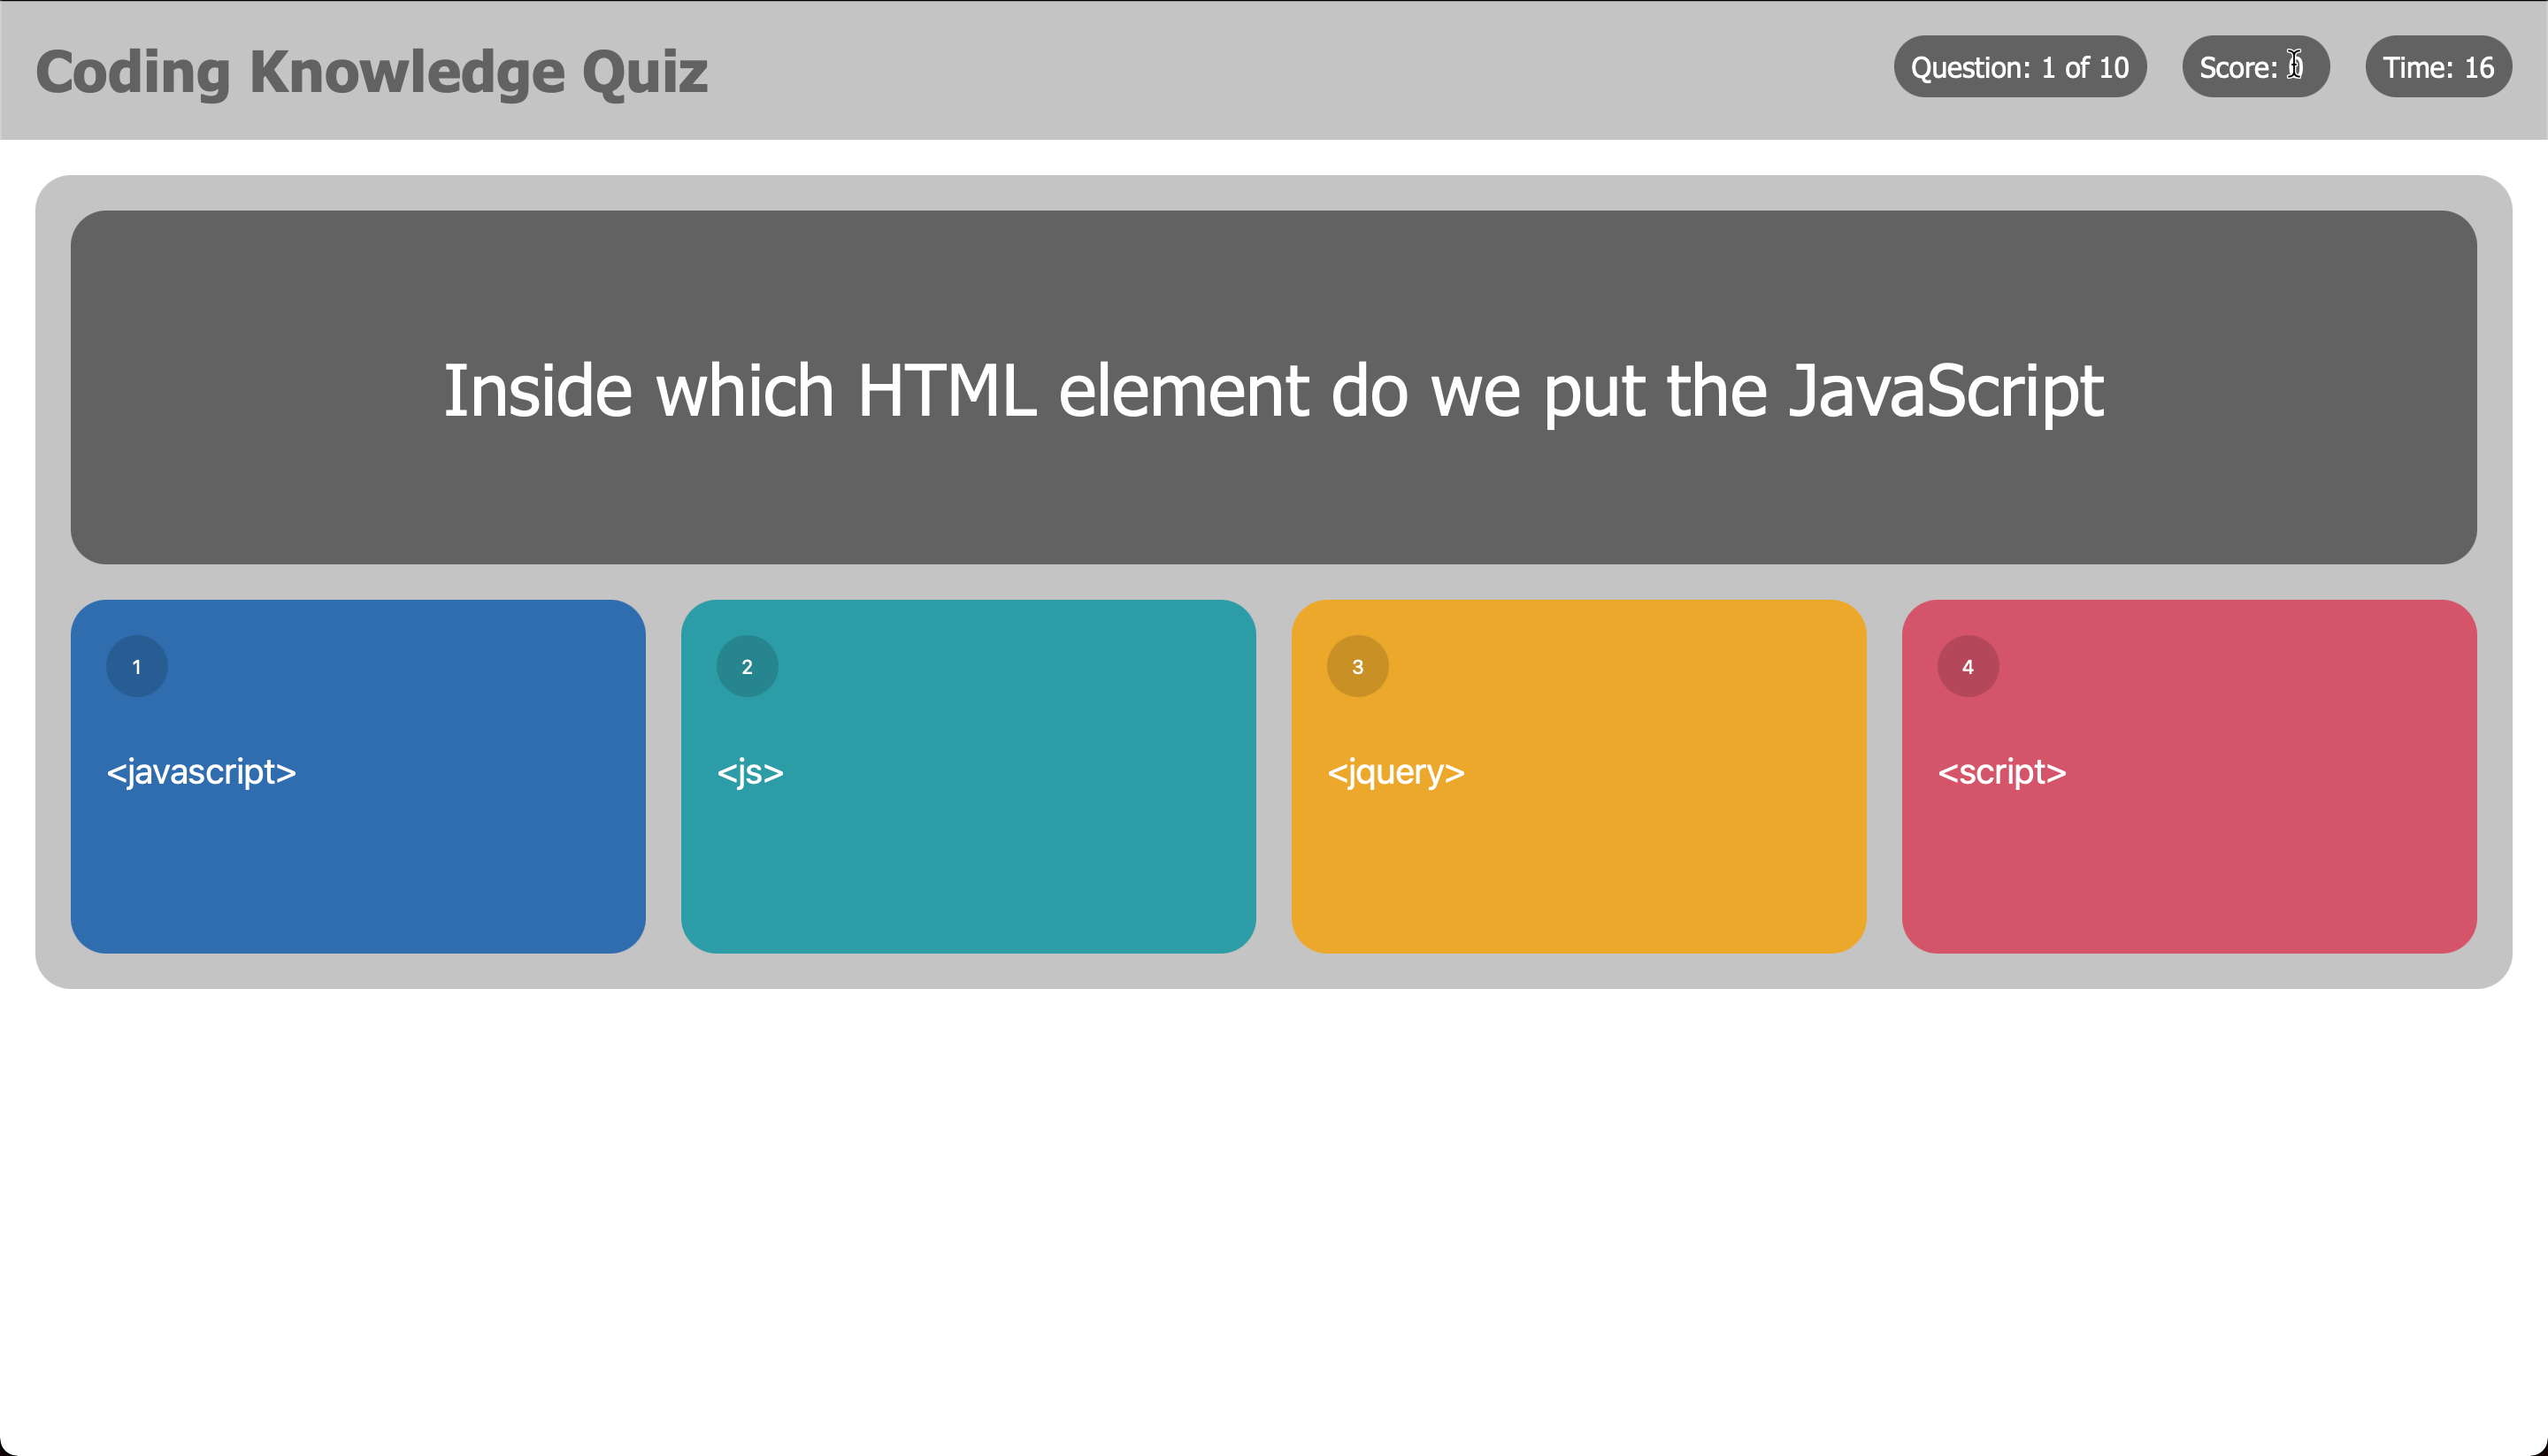 Coding Knowledge Quiz
Question: 1 of 10
Score:
Time: 16
Inside which HTML element do we put the JavaScript
1
<javascript>
2
<js>
3
<jquery>
4
<script>